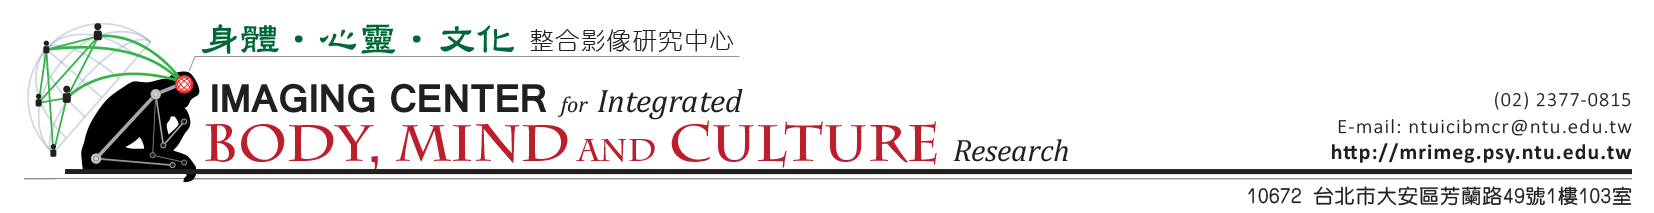 身體・心靈・文化 整合影像研究中心
IMAGING CENTER for Integrated
BODY, MIND AND CULTURE Research
(02) 2377-0815
E-mail: ntuicibmcr@ntu.edu.tw
http://mrimeg.psy.ntu.edu.tw
10672 台北市大安區芳蘭路49號1樓103室